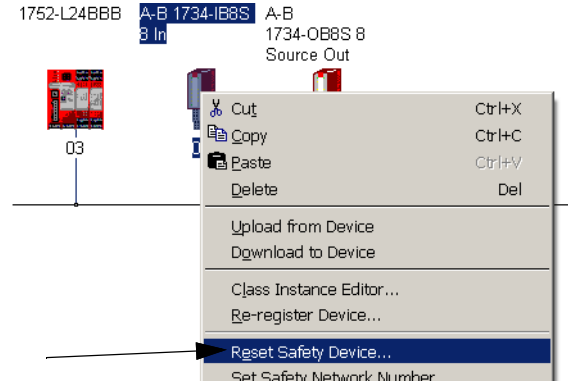 1752-L24BBB A-B 1734-IB8S A-B
8 In 1734-OB8S 8
Source Out
03
Cut Ctrl+X
Copy Ctrl+C
Paste Ctrl+V
Delete Del
Upload from Device
Download to Device
Class Instance Editor...
Re-register Device...
Reset Safety Device...
Set Safety Network Number